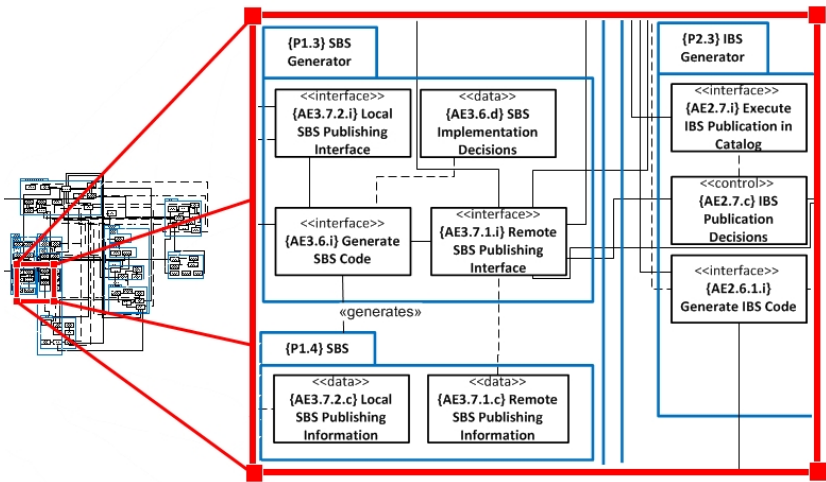 {P1.3} SBS
Generator
<<interface>>
{AE3.7.2.i} Local
SBS Publishing
Interface
<<data>>
{AE3.6.d} SBS
Implementation
Decisions
<<interface>>
{AE3.6.i} Generate
SBS Code
<<interface>>
{AE3.7.1.i} Remote
SBS Publishing
Interface
«generates»
{P1.4} SBS
<<data>>
{AE3.7.2.c} Local
SBS Publishing
Information
<<data>>
{AE3.7.1.c} Remote
SBS Publishing
Information
{P2.3} IBS
Generator
<<interface>>
{AE2.7.i} Execute
IBS Publication in
Catalog
<<control>>
{AE2.7.c} IBS
Publication
Decisions
<<interface>>
{AE2.6.1.i}
Generate IBS Code